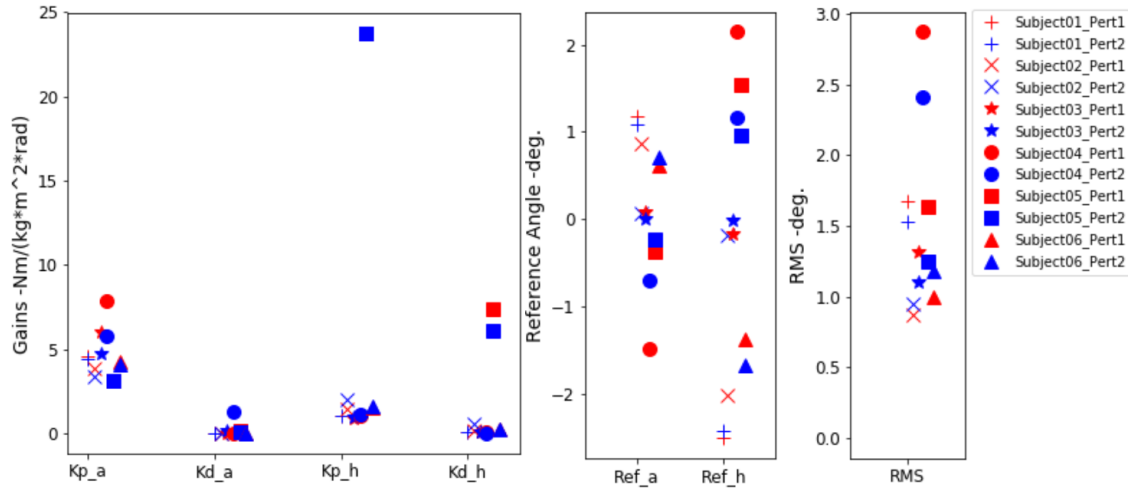 Gains -Nm/(kg*m^2*rad)
25
20
15
10
5
0
Kp_a
Kd_a
Kp_h
Kd_h
Reference Angle -deg.
2
1
0
−1
−2
Ref_a
Ref_h
RMS -deg.
3.0
2.5
2.0
1.5
1.0
0.5
0.0
RMS
Subject01_Pert1
Subject01_Pert2
Subject02_Pert1
Subject02_Pert2
Subject03_Pert1
Subject03_Pert2
Subject04_Pert1
Subject04_Pert2
Subject05_Pert1
Subject05_Pert2
Subject06_Pert1
Subject06_Pert2